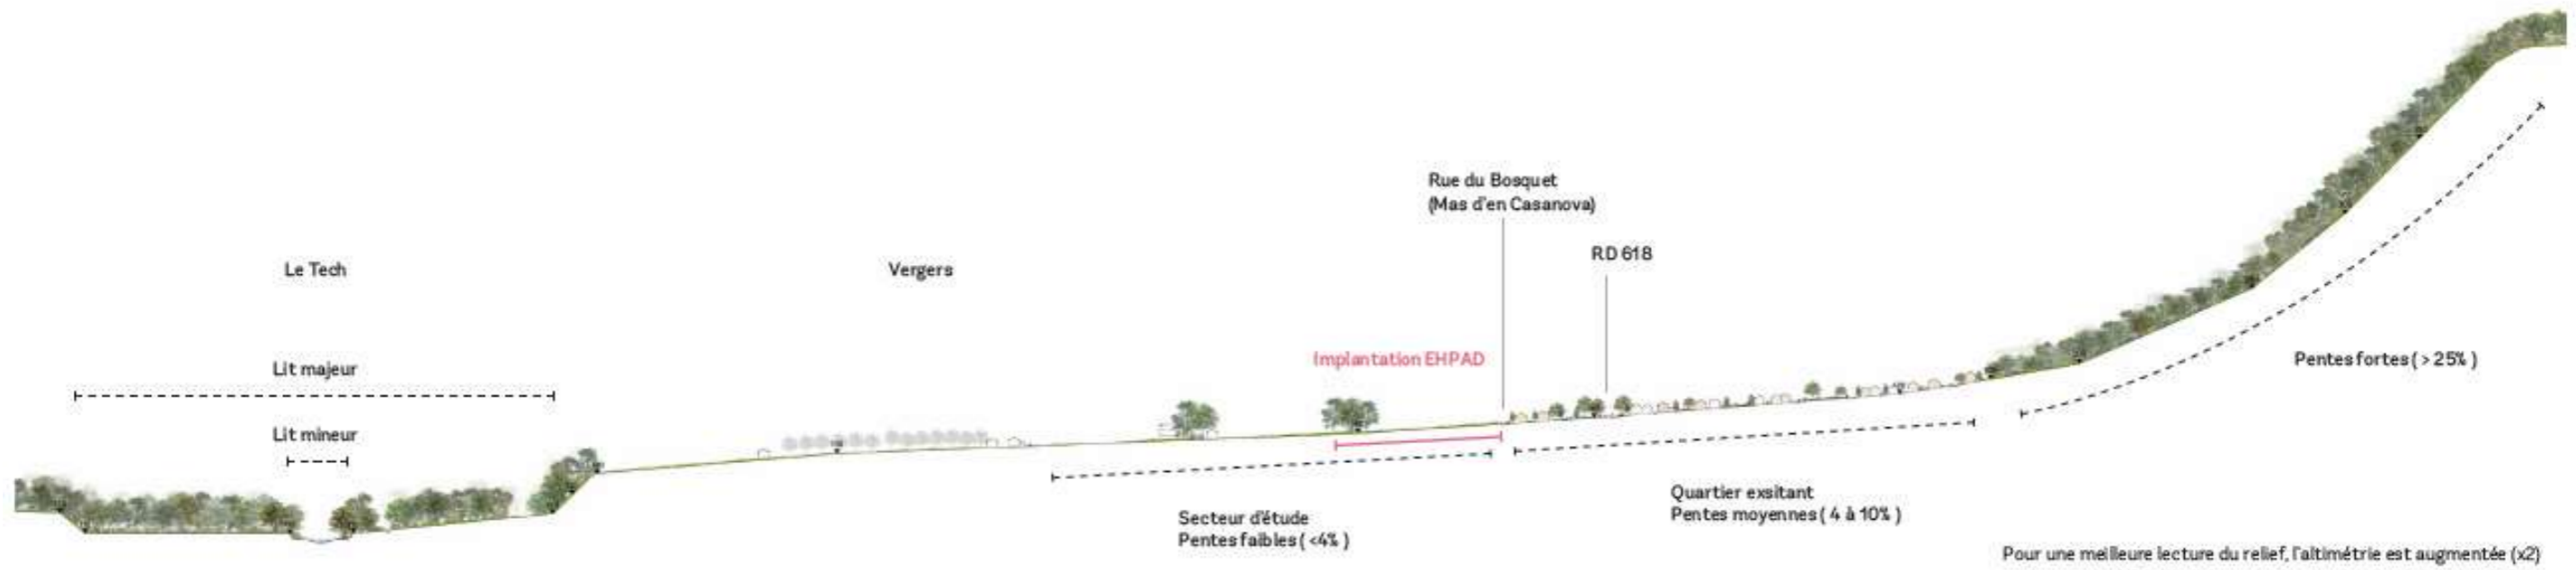 Rue du Bosquet
(Mas d'en Casanova)
RD 618
Le Tech
Vergers
Implantation EHPAD
Lit majeur
Pentes fortes ( > 25% )
Lit mineur
Quartier exsitant
Pentes moyennes ( 4 à 10% )
Secteur d'étude
Pentes faibles ( <4% )
Pour une meilleure lecture du relief, l'altimétrie est augmentée (x2)